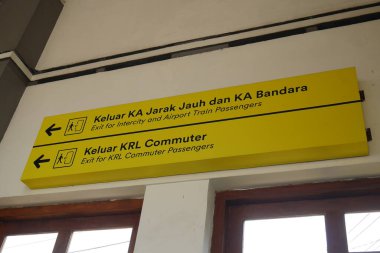 Keluar KA Jarak Jauh dan KA Bandara
Exit for Intercity and Airport Train Passengers
Keluar KRL Commuter
Exit for KRL Commuter Passengers